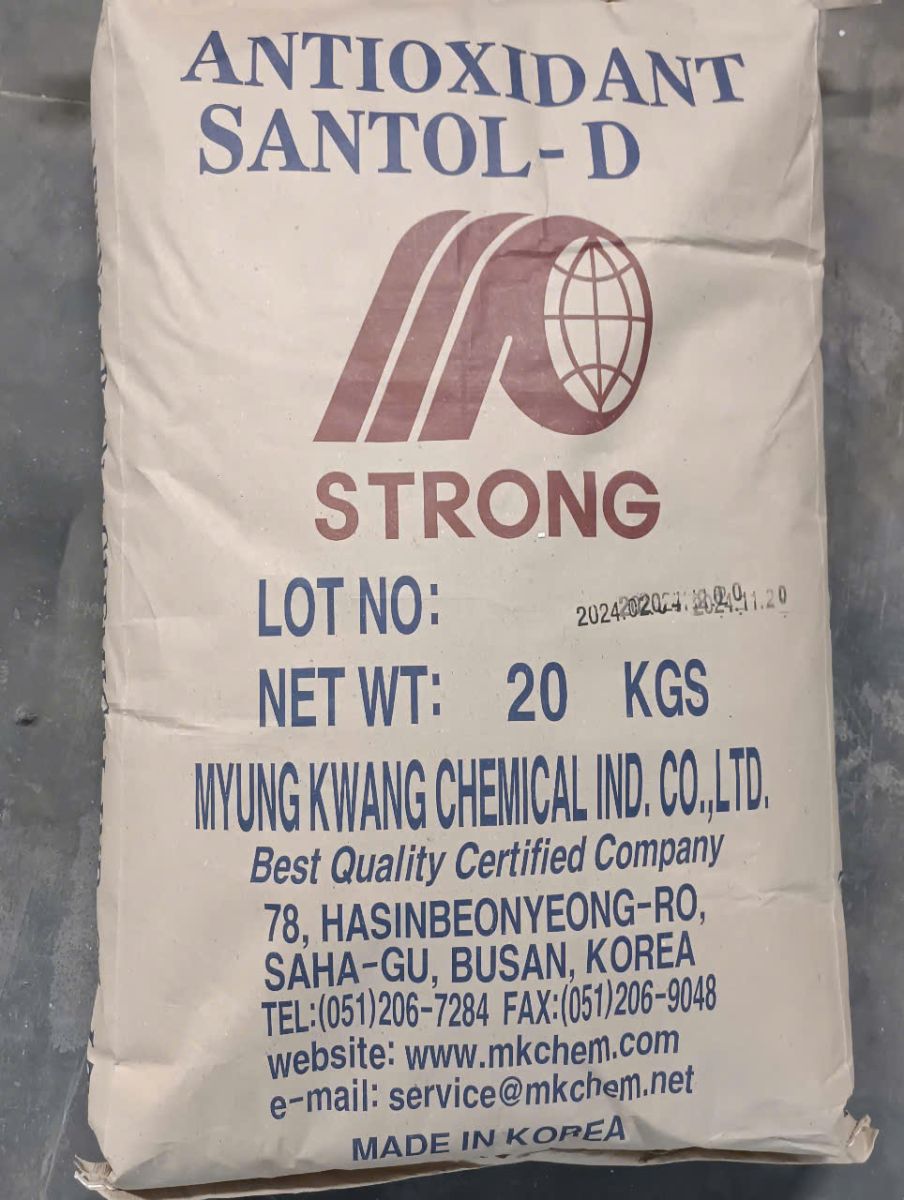 ANTIOXIDANT
SANTOL-D
STRONG
LOT NO:
NET WT: 20 KGS
MYUNG KWANG CHEMICAL IND. CO.,LTD.
Best Quality Certified Company
78, HASINBEONYEONG-RO,
SAHA-GU, BUSAN, KOREA
TEL:(051)206-7284 FAX:(051)206-9048
website: www.mkchem.com
e-mail: service@mkchem.net
MADE IN KOREA